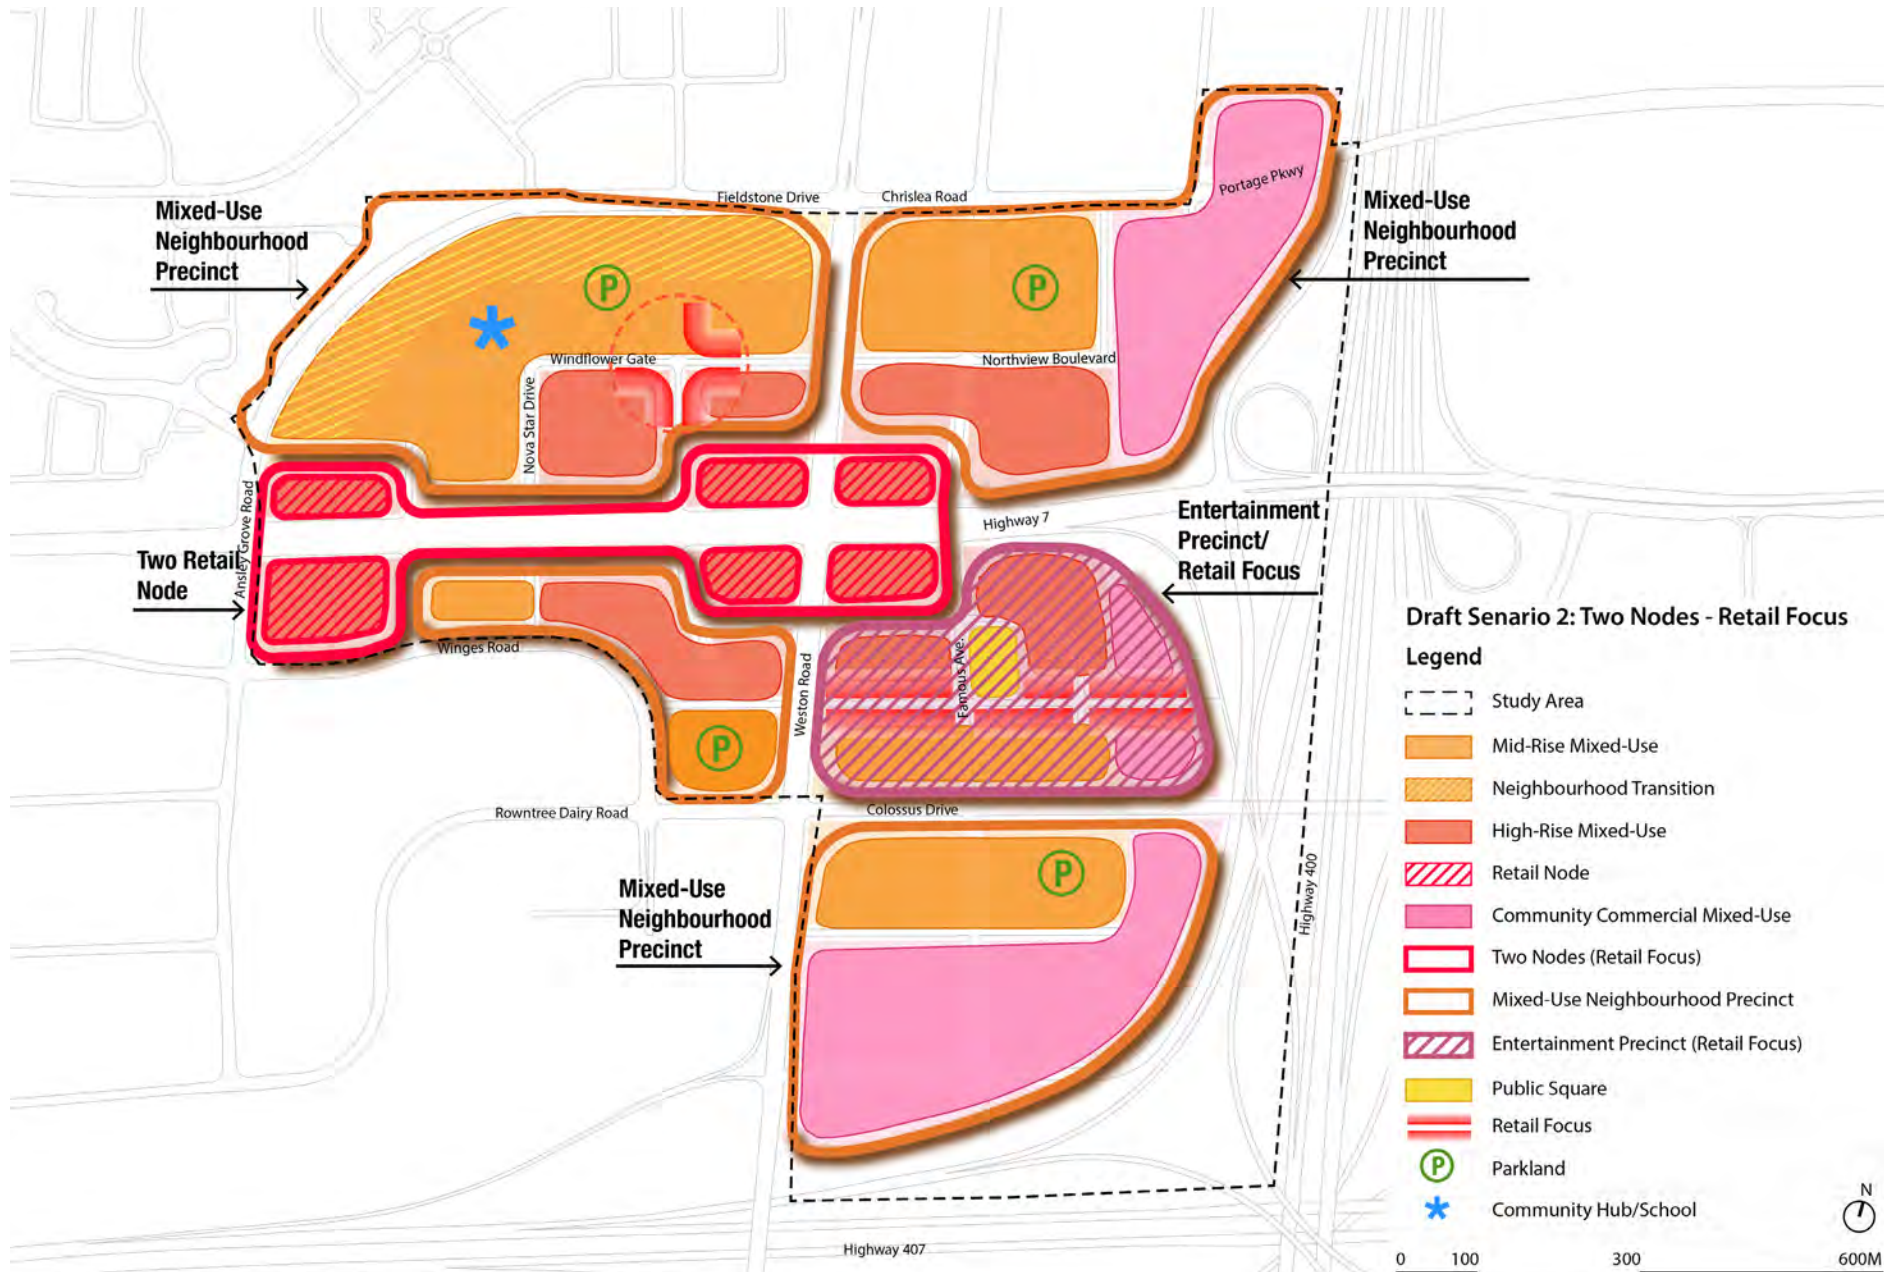 Fieldstone Drive
Chrislea Road
Portage Pkwy
Mixed-Use
Neighbourhood
Precinct
Mixed-Use
Neighbourhood
Precinct
P
P
Windflower Gate
Northview Boulevard
Nova Star Drive
Ansley Grove Road
Highway 7
Entertainment
Precinct/
Retail Focus
Two Retail
Node
Winges Road
Weston Road
Famous Ave.
P
Rowntree Dairy Road
Colossus Drive
P
Mixed-Use
Neighbourhood
Precinct
Highway 400
Highway 407
Draft Senario 2: Two Nodes - Retail Focus
Legend
Study Area
Mid-Rise Mixed-Use
Neighbourhood Transition
High-Rise Mixed-Use
Retail Node
Community Commercial Mixed-Use
Two Nodes (Retail Focus)
Mixed-Use Neighbourhood Precinct
Entertainment Precinct (Retail Focus)
Public Square
Retail Focus
P Parkland
Community Hub/School
N
0 100 300 600M